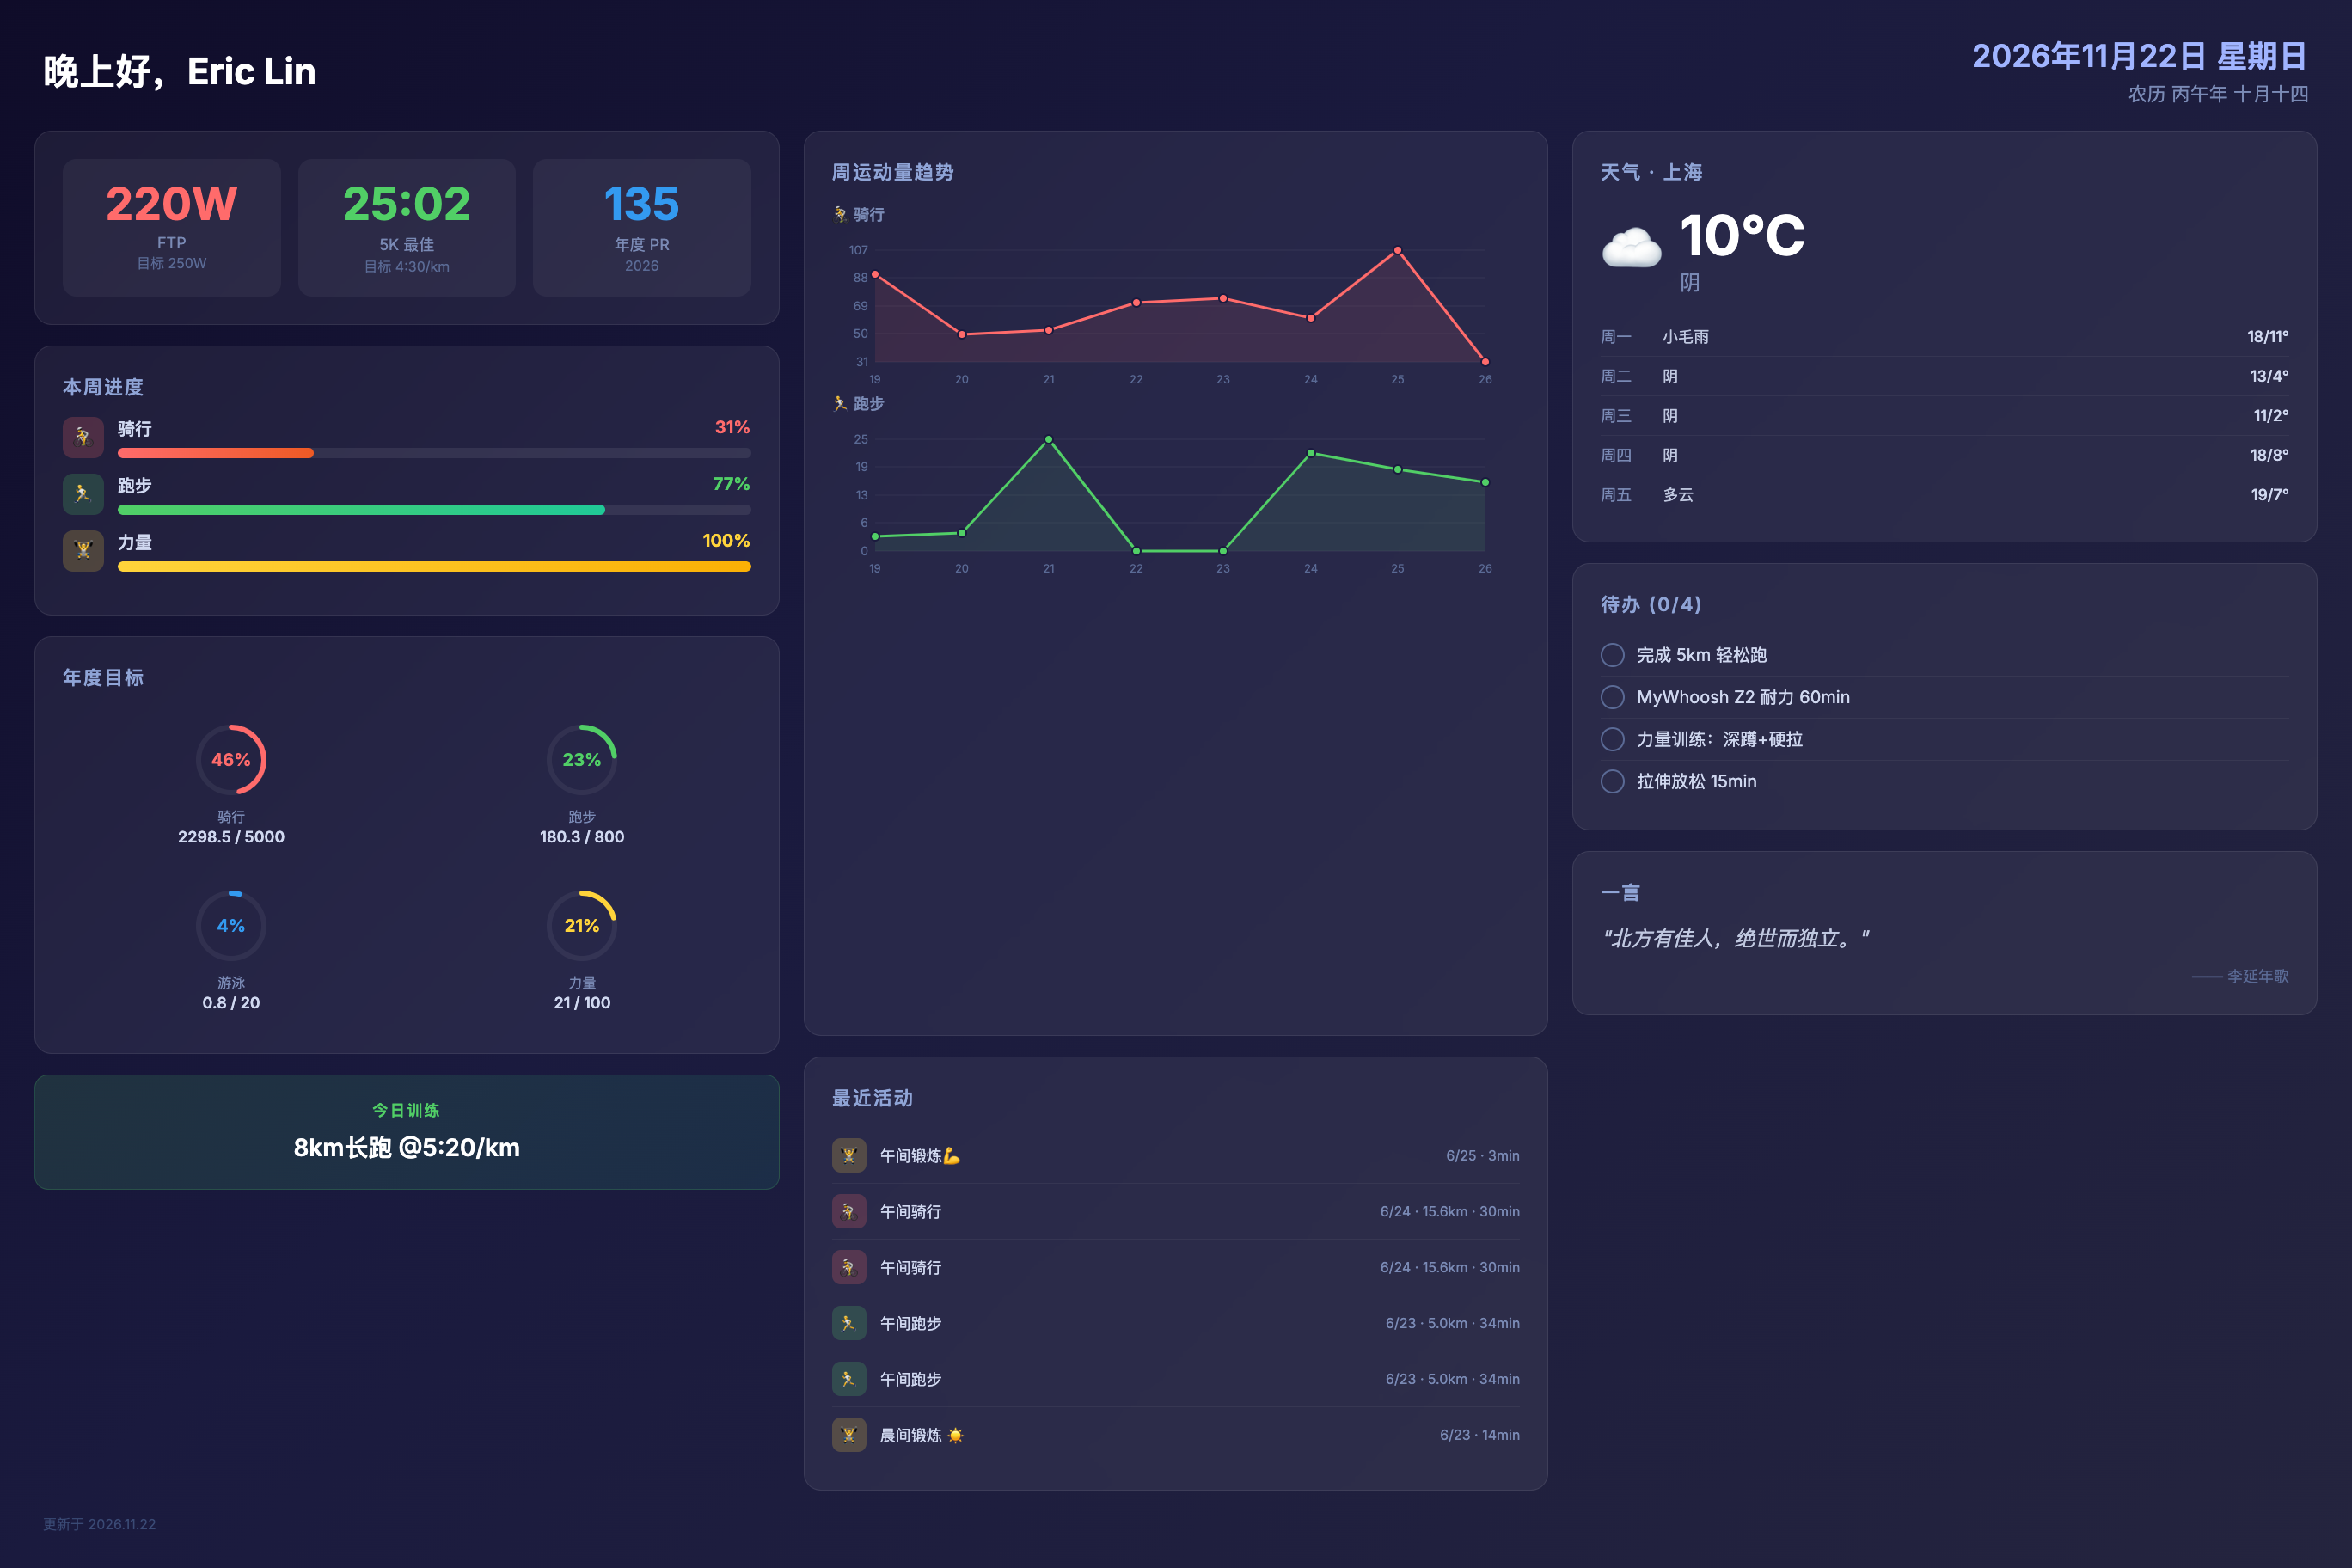 晚上好，Eric Lin
2026年11月22日 星期日
农历 丙午年 十月十四
220W
FTP
目标 250W
25:02
5K 最佳
目标 4:30/km
135
年度 PR
2026
本周进度
骑行
31%
跑步
77%
力量
100%
年度目标
46%
骑行
2298.5 / 5000
23%
跑步
180.3 / 800
4%
游泳
0.8 / 20
21%
力量
21 / 100
今日训练
8km长跑 @5:20/km
周运动量趋势
骑行
107
88
69
50
31
19 20 21 22 23 24 25 26
跑步
25
19
13
6
0
19 20 21 22 23 24 25 26
最近活动
午间锻炼💪 6/25 · 3min
午间骑行 6/24 · 15.6km · 30min
午间骑行 6/24 · 15.6km · 30min
午间跑步 6/23 · 5.0km · 34min
午间跑步 6/23 · 5.0km · 34min
晨间锻炼 ☀️ 6/23 · 14min
天气 · 上海
10°C
阴
周一 小毛雨 18/11°
周二 阴 13/4°
周三 阴 11/2°
周四 阴 18/8°
周五 多云 19/7°
待办 (0/4)
完成 5km 轻松跑
MyWhoosh Z2 耐力 60min
力量训练：深蹲+硬拉
拉伸放松 15min
一言
"北方有佳人，绝世而独立。"
—— 李延年歌
更新于 2026.11.22